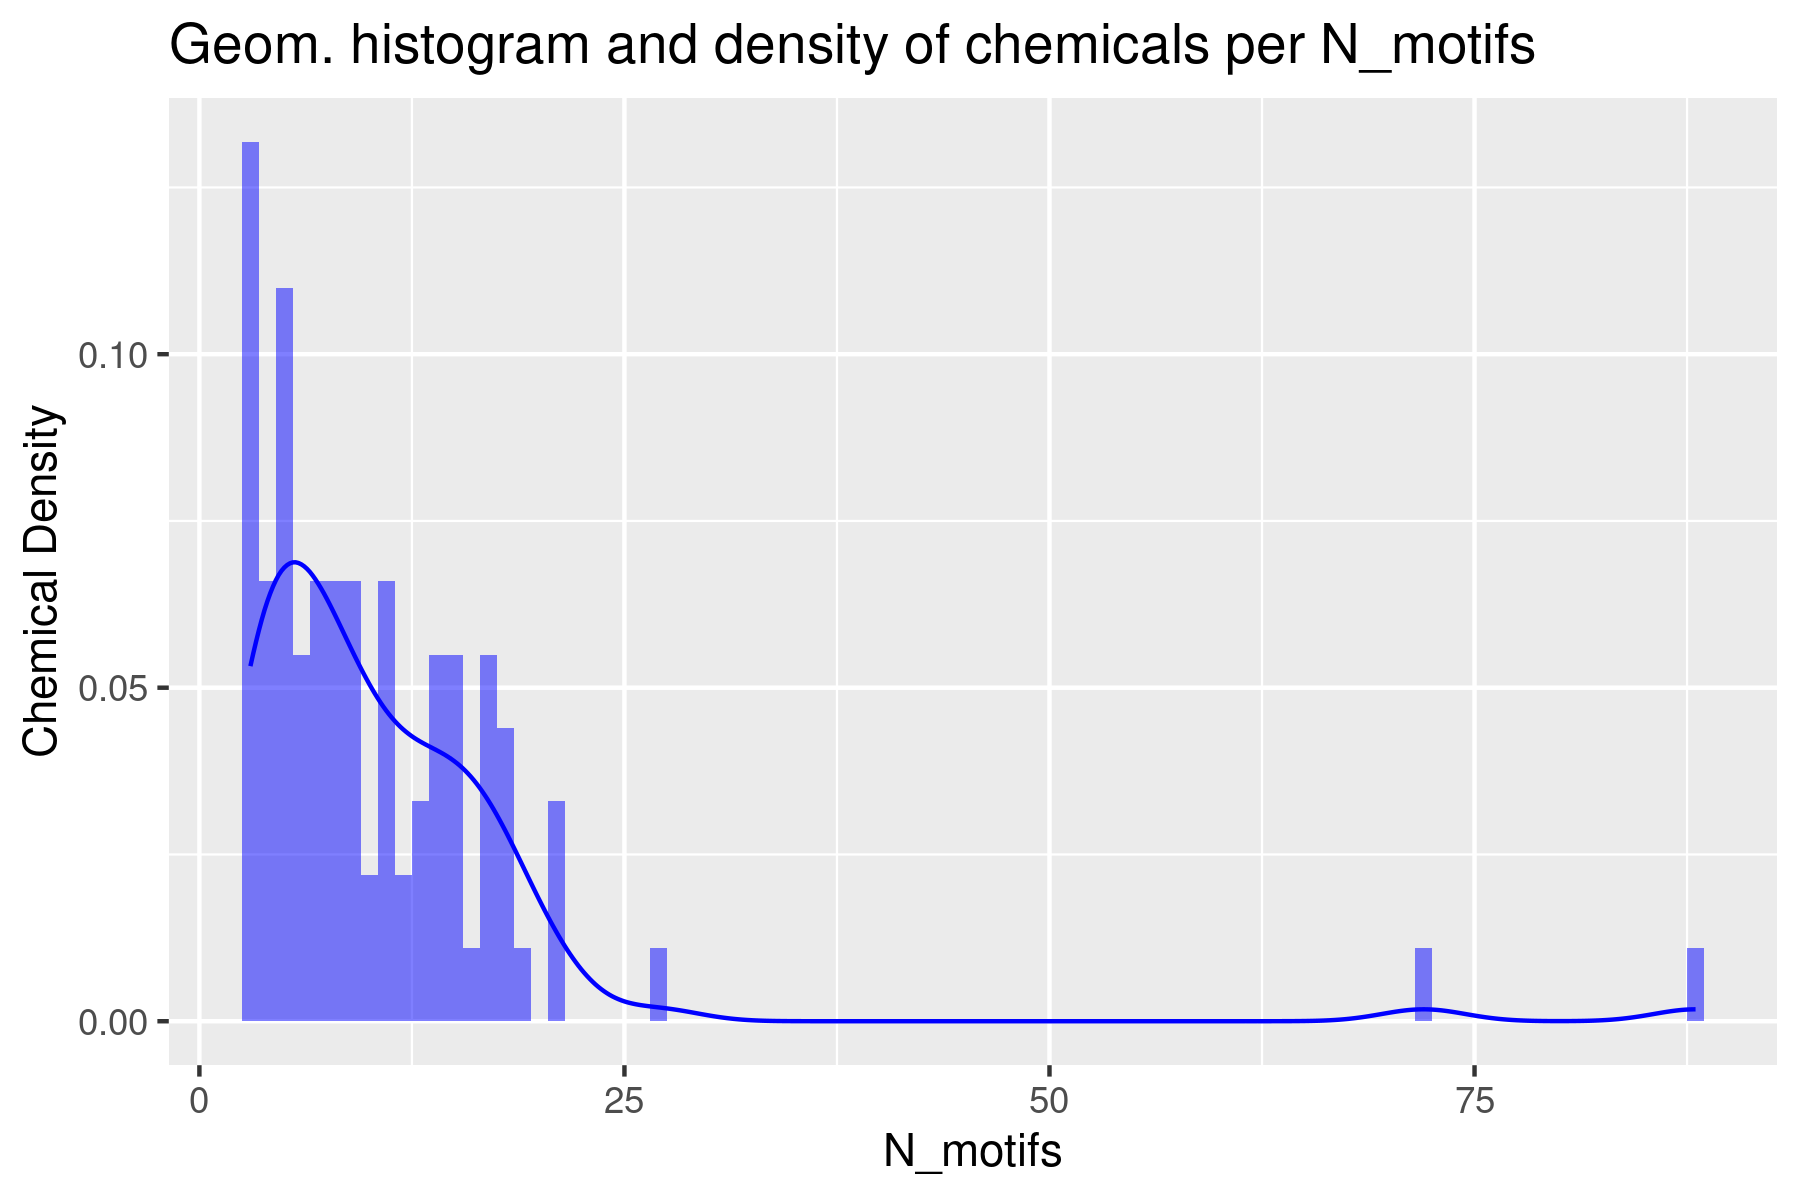 Geom. histogram and density of chemicals per N_motifs
Chemical Density
0.10
0.05
0.00
0 25 50 75
N_motifs